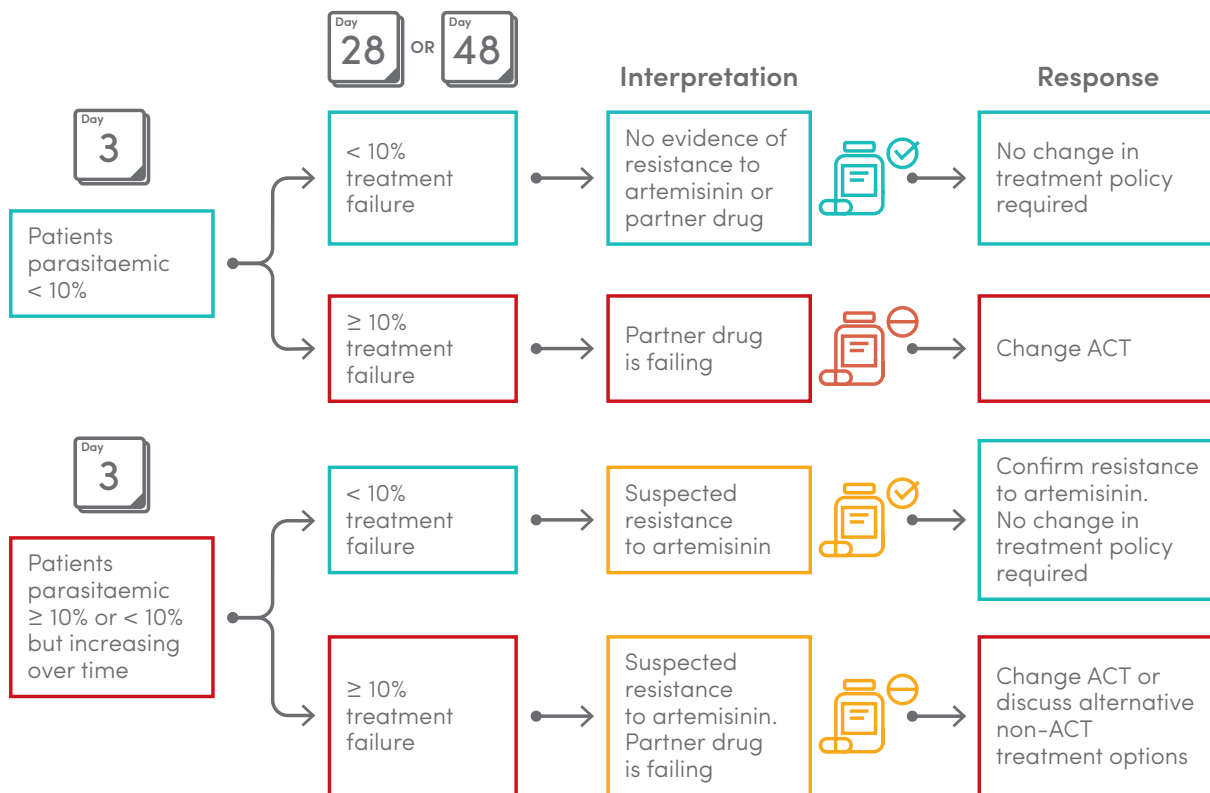 Day
28
OR
Day
48
Interpretation
Response
Day
3
Patients
parasitaemic
< 10%
< 10%
treatment
failure
No evidence of
resistance to
artemisinin or
partner drug
No change in
treatment policy
required
≥ 10%
treatment
failure
Partner drug
is failing
Change ACT
Day
3
Patients
parasitaemic
≥ 10% or < 10%
but increasing
over time
< 10%
treatment
failure
Suspected
resistance
to artemisinin
Confirm resistance
to artemisinin.
No change in
treatment policy
required
≥ 10%
treatment
failure
Suspected
resistance
to artemisinin.
Partner drug
is failing
Change ACT or
discuss alternative
non-ACT
treatment options